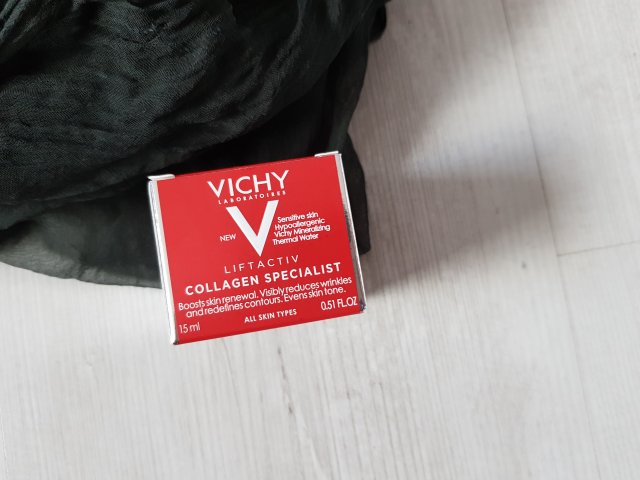 VICHY
LABORATOIRES
NEW
V
Sensitive skin
Hypoallergenic
Vichy Mineralizing
Thermal Water
LIFTACTIV
COLLAGEN SPECIALIST
Boosts skin renewal. Visibly reduces wrinkles
and redefines contours. Evens skin tone.
15 ml
ALL SKIN TYPES
0.51 FL.OZ